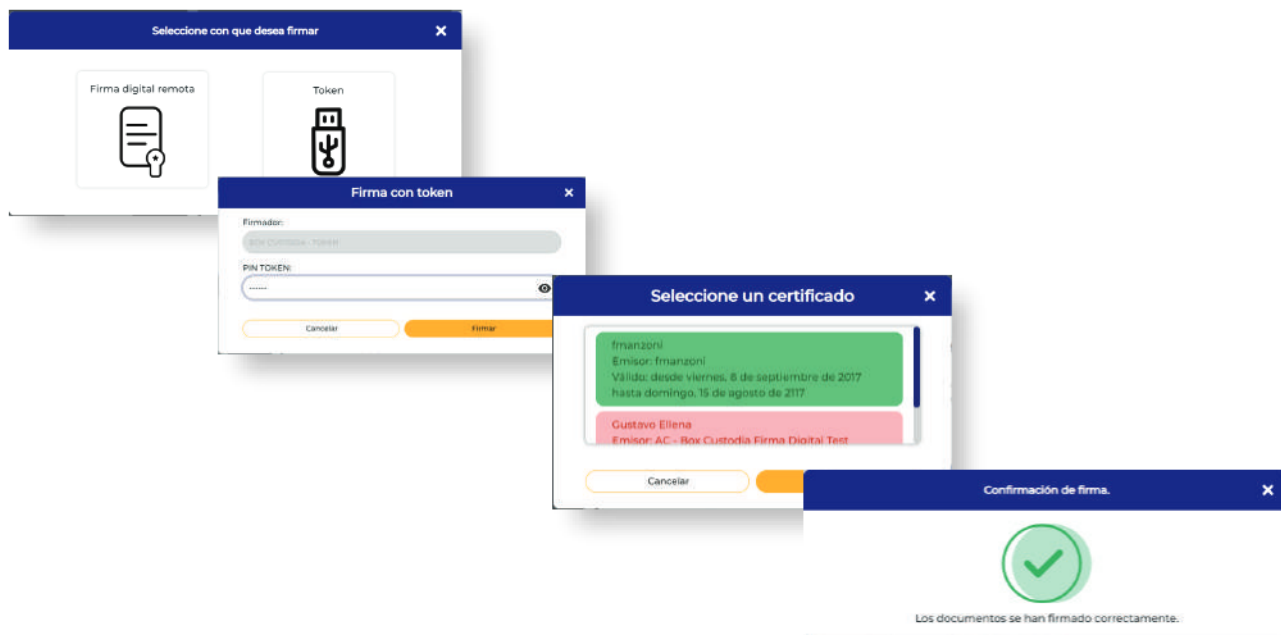 Seleccione con que desea firmar
Firma digital remota
Token
Firma con token
Firmador:
BOX CUSTODIA - TOKEN
PIN TOKEN:
------
Cancelar
Firmar
Seleccione un certificado
fmanzoni
Emisor: fmanzoni
Válido: desde viernes, 8 de septiembre de 2017
hasta domingo, 15 de agosto de 2117
Gustavo Ellena
Emisor: AC - Box Custodia Firma Digital Test
Cancelar
Confirmación de firma.
Los documentos se han firmado correctamente.